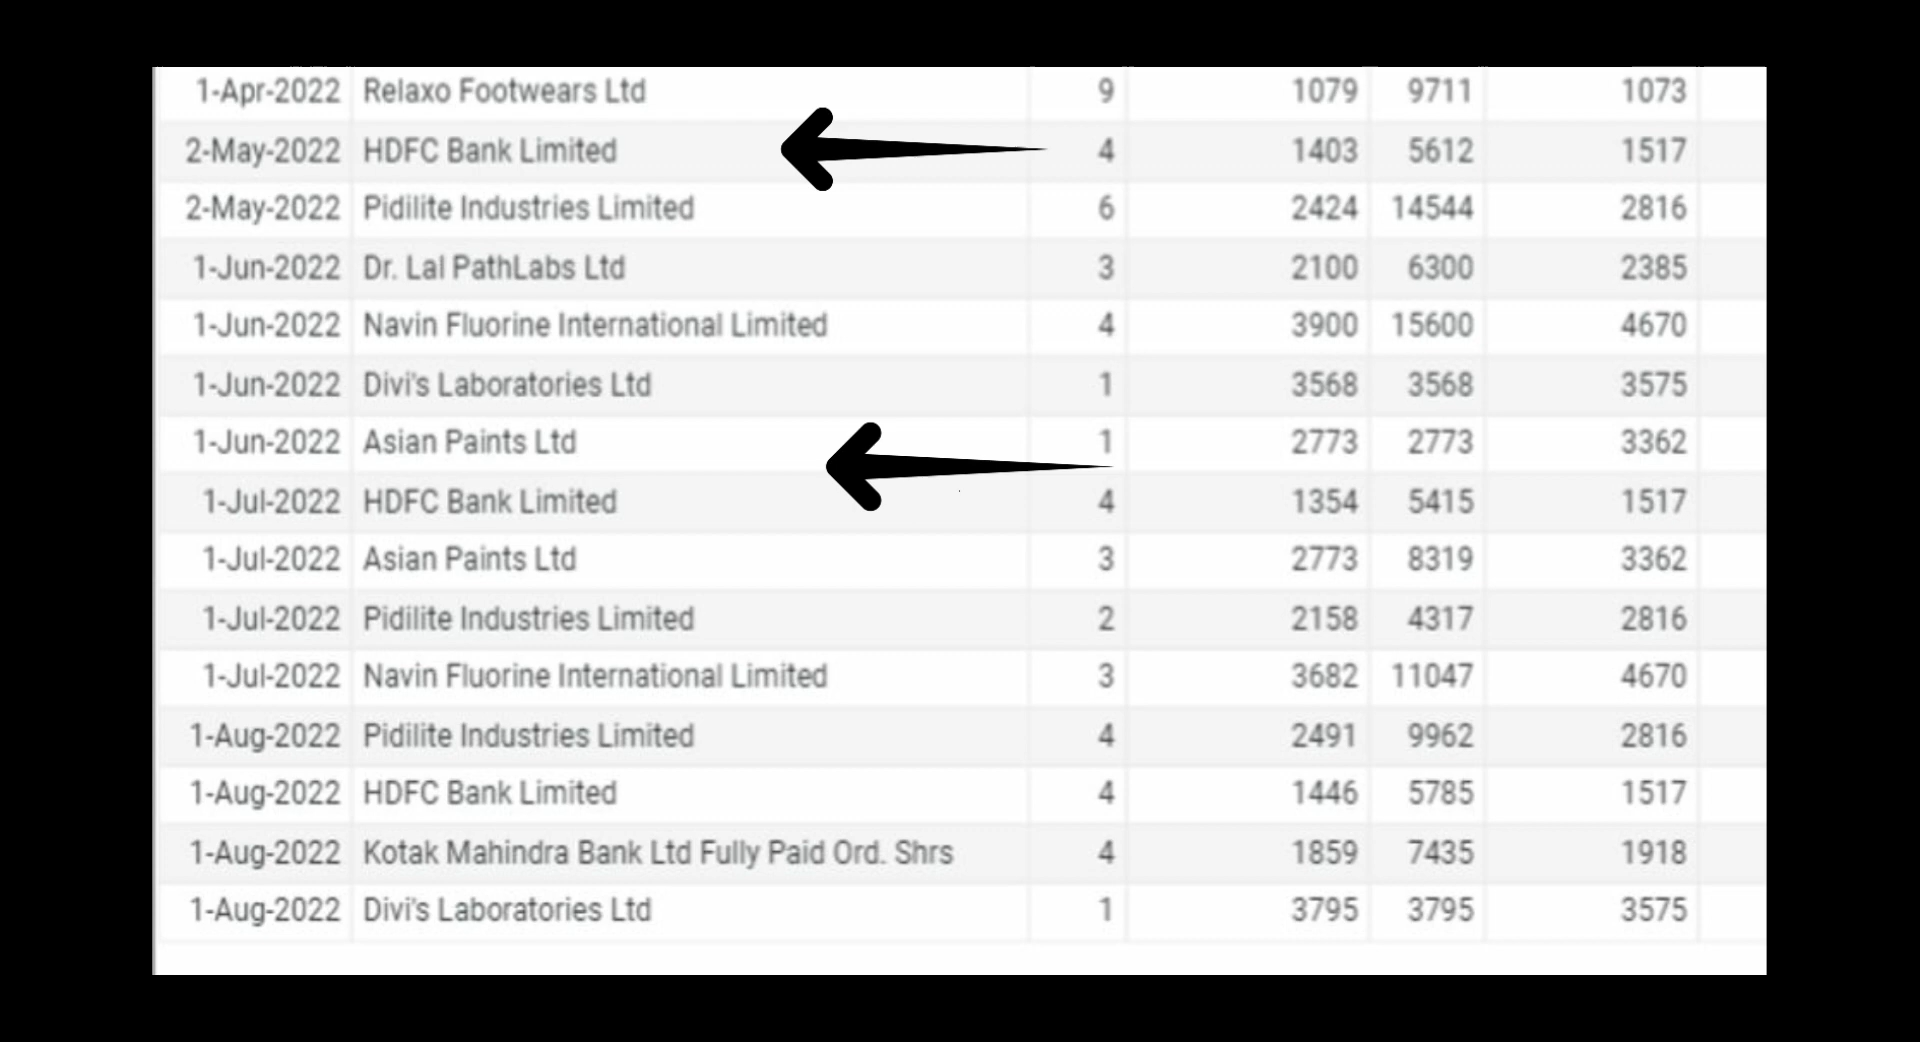 1-Apr-2022 Relaxo Footwears Ltd 9 1079 9711 1073
2-May-2022 HDFC Bank Limited 4 1403 5612 1517
2-May-2022 Pidilite Industries Limited 6 2424 14544 2816
1-Jun-2022 Dr. Lal PathLabs Ltd 3 2100 6300 2385
1-Jun-2022 Navin Fluorine International Limited 4 3900 15600 4670
1-Jun-2022 Divi's Laboratories Ltd 1 3568 3568 3575
1-Jun-2022 Asian Paints Ltd 1 2773 2773 3362
1-Jul-2022 HDFC Bank Limited 4 1354 5415 1517
1-Jul-2022 Asian Paints Ltd 3 2773 8319 3362
1-Jul-2022 Pidilite Industries Limited 2 2158 4317 2816
1-Jul-2022 Navin Fluorine International Limited 3 3682 11047 4670
1-Aug-2022 Pidilite Industries Limited 4 2491 9962 2816
1-Aug-2022 HDFC Bank Limited 4 1446 5785 1517
1-Aug-2022 Kotak Mahindra Bank Ltd Fully Paid Ord. Shrs 4 1859 7435 1918
1-Aug-2022 Divi's Laboratories Ltd 1 3795 3795 3575